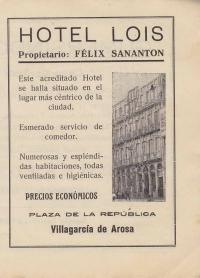 HOTEL LOIS
Propietario: FÉLIX SANANTON
Este acreditado Hotel
se halla situado en el
lugar más céntrico de la
ciudad.
Esmerado servicio de
comedor.
Numerosas y espléndi-
das habitaciones, todas
ventiladas e higiénicas.
PRECIOS ECONÓMICOS
PLAZA DE LA REPÚBLICA
Villagarcía de Arosa